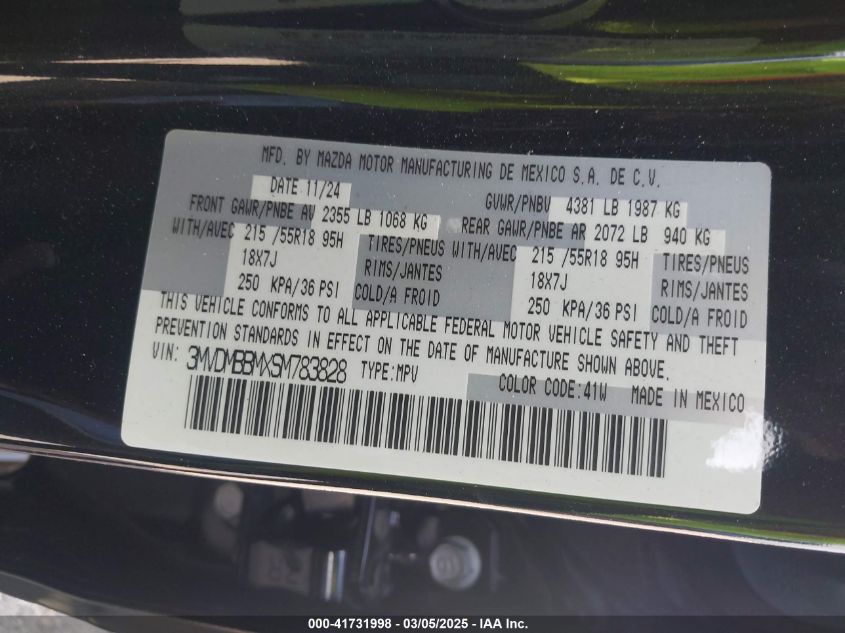 MFD. BY MAZDA MOTOR MANUFACTURING DE MEXICO S.A. DE C.V.
DATE 11/24 GVWR/PNBV 4381 LB 1987 KG
FRONT GAWR/PNBE AV 2355 LB 1068 KG REAR GAWR/PNBE AR 2072 LB 940 KG
WITH/AVEC 215 /55R18 95H TIRES/PNEUS WITH/AVEC 215 /55R18 95H TIRES/PNEUS
18X7J RIMS/JANTES 18X7J RIMS/JANTES
250 KPA/36 PSI COLD/A FROID 250 KPA/36 PSI COLD/A FROID
THIS VEHICLE CONFORMS TO ALL APPLICABLE FEDERAL MOTOR VEHICLE SAFETY AND THEFT
PREVENTION STANDARDS IN EFFECT ON THE DATE OF MANUFACTURE SHOWN ABOVE.
VIN: 3MVDMBBMXSM783828 TYPE:MPV
COLOR CODE:41W MADE IN MEXICO
000-41731998 - 03/05/2025 - IAA Inc.